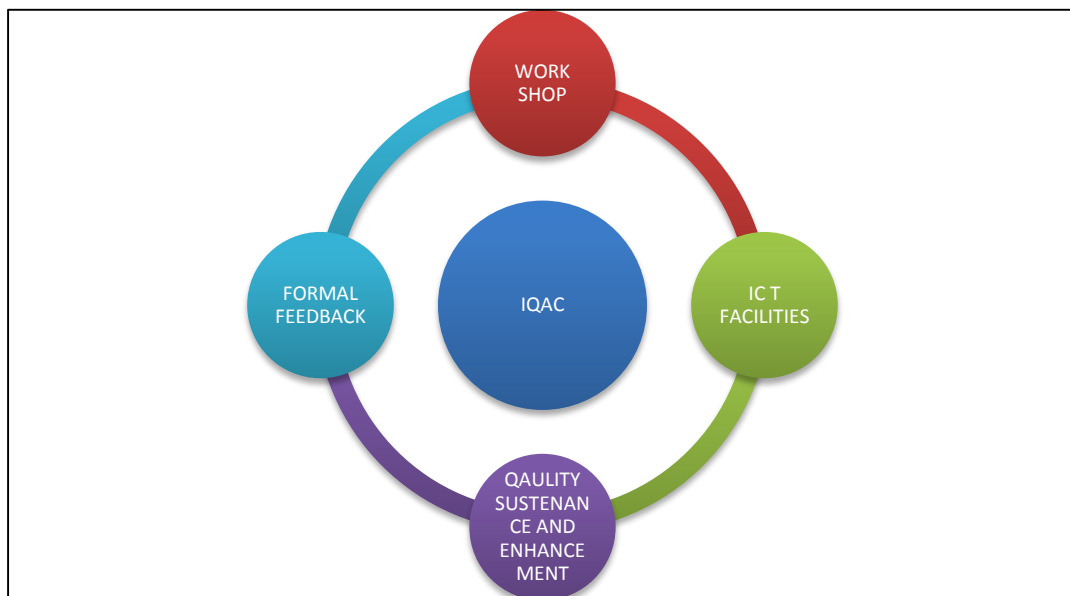 WORK
SHOP
FORMAL
FEEDBACK
IQAC
IC T
FACILITIES
QAULITY
SUSTENAN
CE AND
ENHANCE
MENT